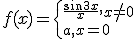 f(x)={ sin3x/x, x≠0
a, x=0